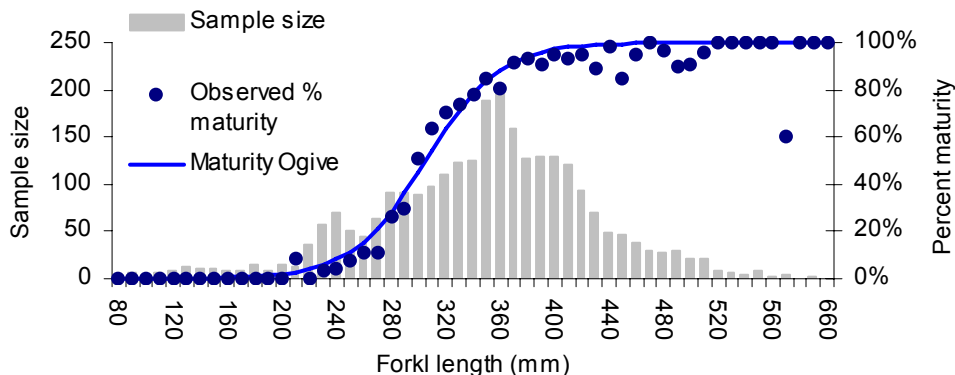 Sample size
Observed %
maturity
Maturity Ogive
Sample size
250
200
150
100
50
0
100%
80%
60%
40%
20%
0%
Percent maturity
80 120 160 200 240 280 320 360 400 440 480 520 560 660
Forkl length (mm)